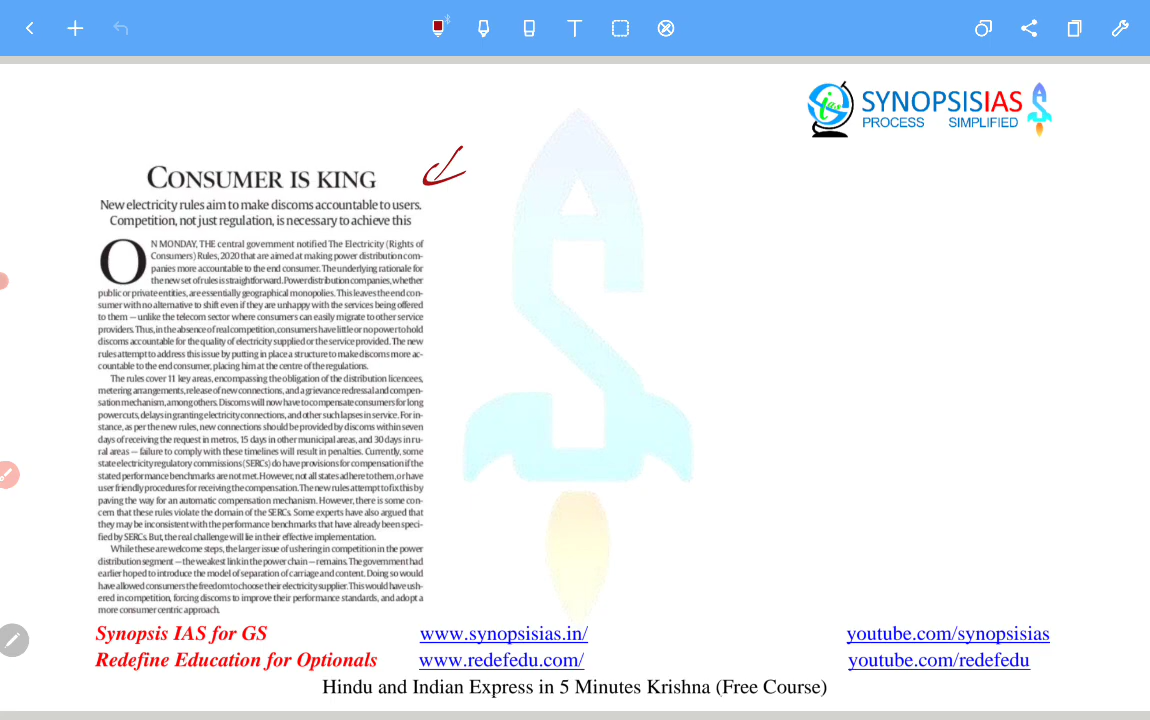 SYNOPSISIAS
PROCESS SIMPLIFIED
CONSUMER IS KING
New electricity rules aim to make discoms accountable to users.
Competition, not just regulation, is necessary to achieve this
ON MONDAY, THE central government notified The Electricity (Rights of
Consumers) Rules, 2020 that are aimed at making power distribution com-
panies more accountable to the end consumer. The underlying rationale for
the new set of rules is straightforward. Power distribution companies, whether
public or private entities, are essentially geographical monopolies. This leaves the end con-
sumer with no alternative to shift even if they are unhappy with the services being offered
to them — unlike the telecom sector where consumers can easily migrate to other service
providers. Thus, in the absence of real competition, consumers have little or no power to hold
discoms accountable for the quality of electricity supplied or the service provided. The new
rules attempt to address this issue by putting in place a structure to make discoms more ac-
countable to the end consumer, placing him at the centre of the regulations.
The rules cover 11 key areas, encompassing the obligation of the distribution licencees,
metering arrangements, release of new connections, and a grievance redressal and compen-
sation mechanism, among others. Discoms will now have to compensate consumers for long
power cuts, delays in granting electricity connections, and other such lapses in service. For in-
stance, as per the new rules, new connections should be provided by discoms within seven
days of receiving the request in metros, 15 days in other municipal areas, and 30 days in ru-
ral areas — failure to comply with these timelines will result in penalties. Currently, some
state electricity regulatory commissions (SERCs) do have provisions for compensation if the
stated performance benchmarks are not met. However, not all states adhere to them, or have
user friendly procedures for receiving the compensation. The new rules attempt to fix this by
paving the way for an automatic compensation mechanism. However, there is some con-
cern that these rules violate the domain of the SERCs. Some experts have also argued that
they may be inconsistent with the performance benchmarks that have already been speci-
fied by SERCs. But, the real challenge will lie in their effective implementation.
While these are welcome steps, the larger issue of ushering in competition in the power
distribution segment — the weakest link in the power chain — remains. The government had
earlier hoped to introduce the model of separation of carriage and content. Doing so would
have allowed consumers the freedom to choose their electricity supplier. This would have ush-
ered in competition, forcing discoms to improve their performance standards, and adopt a
more consumer centric approach.
Synopsis IAS for GS www.synopsisias.in/ youtube.com/synopsisias
Redefine Education for Optionals www.redefedu.com/ youtube.com/redefedu
Hindu and Indian Express in 5 Minutes Krishna (Free Course)